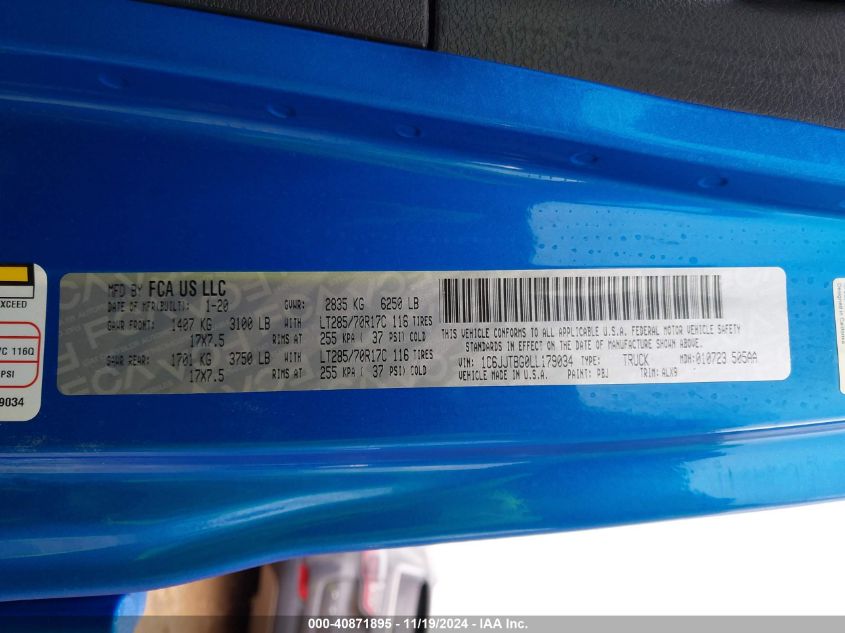 MFD BY FCA US LLC
DATE OF MFR(BUILT): 1-20 GVWR: 2835 KG 6250 LB
GAWR FRONT: 1407 KG 3100 LB WITH LT285/70R17C 116 TIRES
17X7.5 RIMS AT 255 KPA ( 37 PSI) COLD
GAWR REAR: 1701 KG 3750 LB WITH LT285/70R17C 116 TIRES
17X7.5 RIMS AT 255 KPA ( 37 PSI) COLD
THIS VEHICLE CONFORMS TO ALL APPLICABLE U.S.A. FEDERAL MOTOR VEHICLE SAFETY
STANDARDS IN EFFECT ON THE DATE OF MANUFACTURE SHOWN ABOVE.
VIN: 1C6JJTBG0LL179034 TYPE: TRUCK MDH: 010723 505AA
VEHICLE MADE IN U.S.A. PAINT: PBJ TRIM: ALX9
EXCEED
C 116Q
PSI
9034
000-40871895 - 11/19/2024 - IAA Inc.